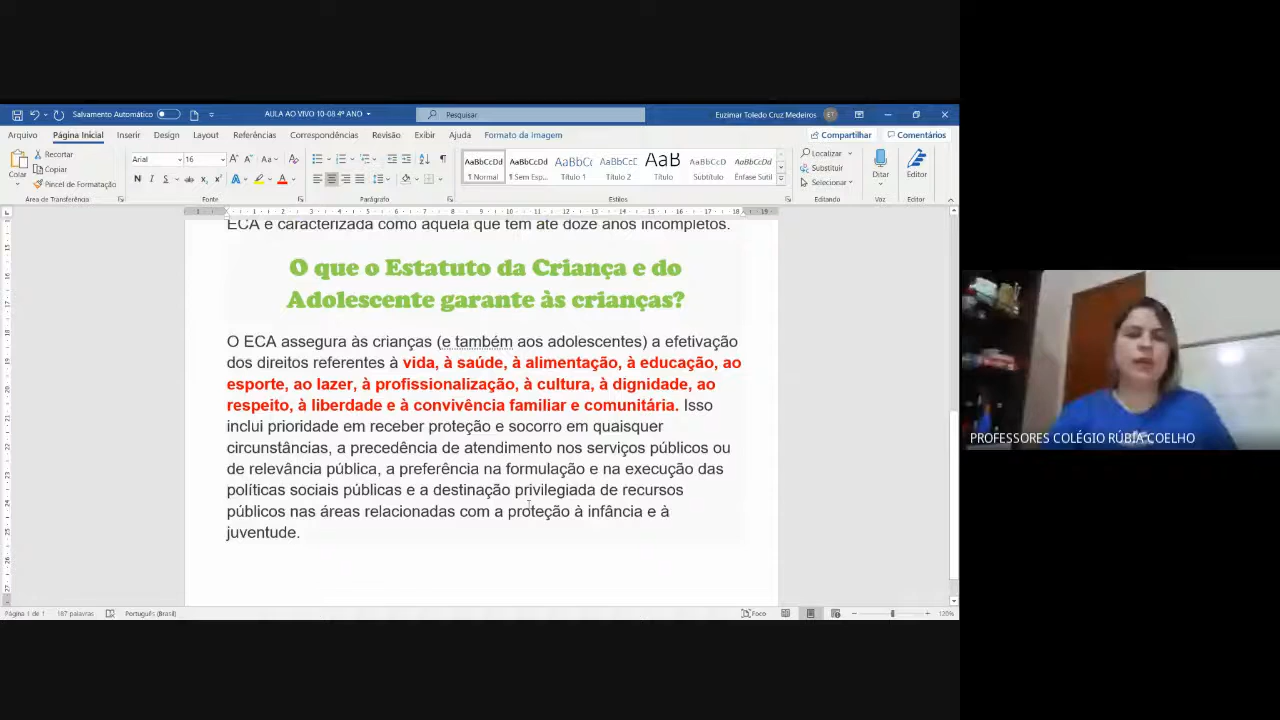 Salvamento Automático
AULA AO VIVO 10-08 4º ANO
Pesquisar
Euzimar Toledo Cruz Medeiros
ET
Arquivo
Página Inicial
Inserir
Design
Layout
Referências
Correspondências
Revisão
Exibir
Ajuda
Formato da Imagem
Compartilhar
Comentários
Colar
Recortar
Copiar
Pincel de Formatação
Área de Transferência
Arial
16
N I S
Fonte
Parágrafo
AaBbCcDd
1 Normal
AaBbCcDd
1 Sem Esp...
AaBbCc
Título 1
AaBbCcC
Título 2
AaB
Título
AaBbCcD
Subtítulo
AaBbCcDd
Ênfase Sutil
Estilos
Localizar
Substituir
Selecionar
Editando
Ditar
Voz
Editor
Editor
ECA é caracterizada como aquela que tem até doze anos incompletos.
O que o Estatuto da Criança e do
Adolescente garante às crianças?
O ECA assegura às crianças (e também aos adolescentes) a efetivação
dos direitos referentes à vida, à saúde, à alimentação, à educação, ao
esporte, ao lazer, à profissionalização, à cultura, à dignidade, ao
respeito, à liberdade e à convivência familiar e comunitária. Isso
inclui prioridade em receber proteção e socorro em quaisquer
circunstâncias, a precedência de atendimento nos serviços públicos ou
de relevância pública, a preferência na formulação e na execução das
políticas sociais públicas e a destinação privilegiada de recursos
públicos nas áreas relacionadas com a proteção à infância e à
juventude.
PROFESSORES COLÉGIO RÚBIA COELHO
Página 1 de 1
187 palavras
Português (Brasil)
Foco
120%